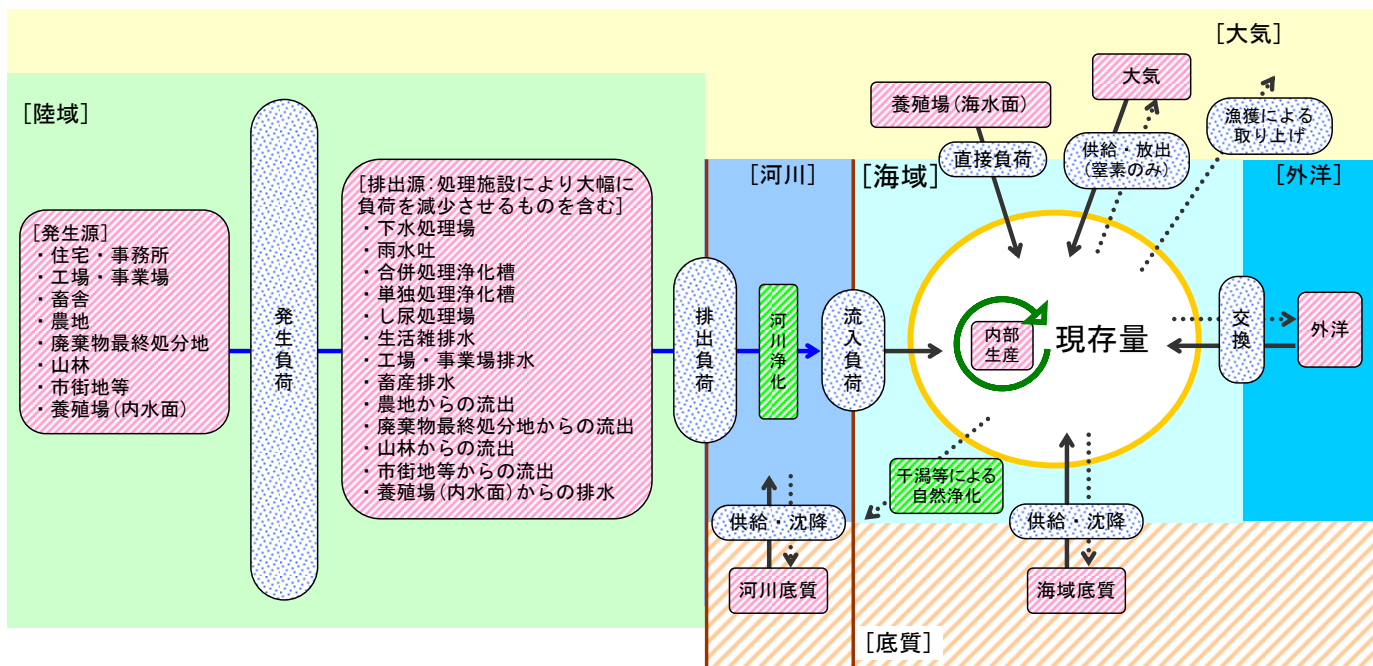 [大気]
[陸域]
[発生源]
・住宅・事務所
・工場・事業場
・畜舎
・農地
・廃棄物最終処分地
・山林
・市街地等
・養殖場(内水面)
発生負荷
[排出源:処理施設により大幅に
負荷を減少させるものを含む]
・下水処理場
・雨水吐
・合併処理浄化槽
・単独処理浄化槽
・し尿処理場
・生活雑排水
・工場・事業場排水
・畜産排水
・農地からの流出
・廃棄物最終処分地からの流出
・山林からの流出
・市街地等からの流出
・養殖場(内水面)からの排水
排出負荷
[河川]
河川浄化
流入負荷
供給・沈降
河川底質
[海域]
養殖場(海水面)
直接負荷
大気
供給・放出
(窒素のみ)
漁獲による
取り上げ
内部
生産
現存量
干潟等による
自然浄化
供給・沈降
海域底質
[外洋]
交換
外洋
[底質]